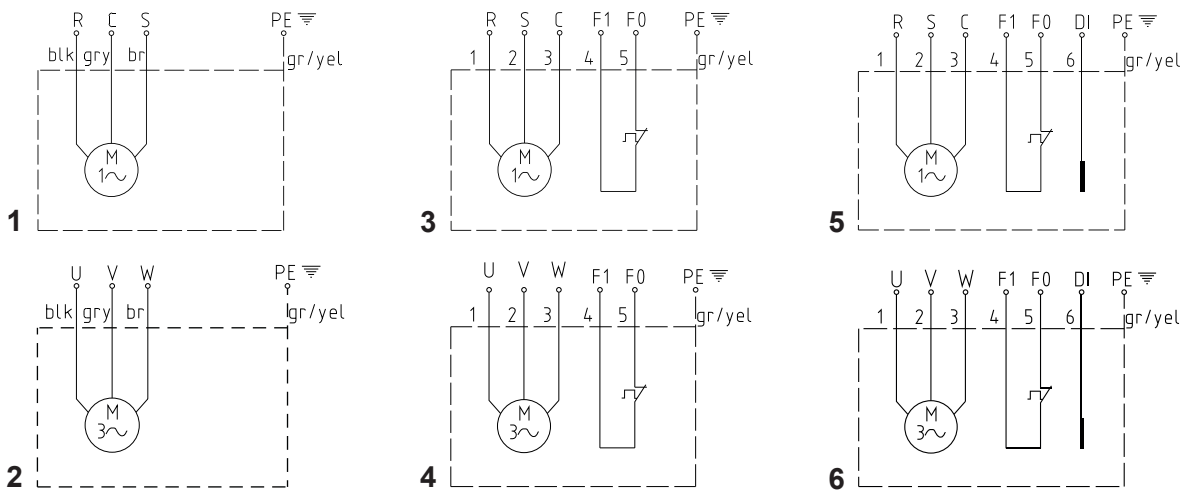 R C S PE
blk gry br gr/yel
M
1~
1
R S C F1 F0 PE
1 2 3 4 5 gr/yel
M
1~
3
R S C F1 F0 DI PE
1 2 3 4 5 6 gr/yel
M
1~
5
U V W PE
blk gry br gr/yel
M
3~
2
U V W F1 F0 PE
1 2 3 4 5 gr/yel
M
3~
4
U V W F1 F0 DI PE
1 2 3 4 5 6 gr/yel
M
3~
6